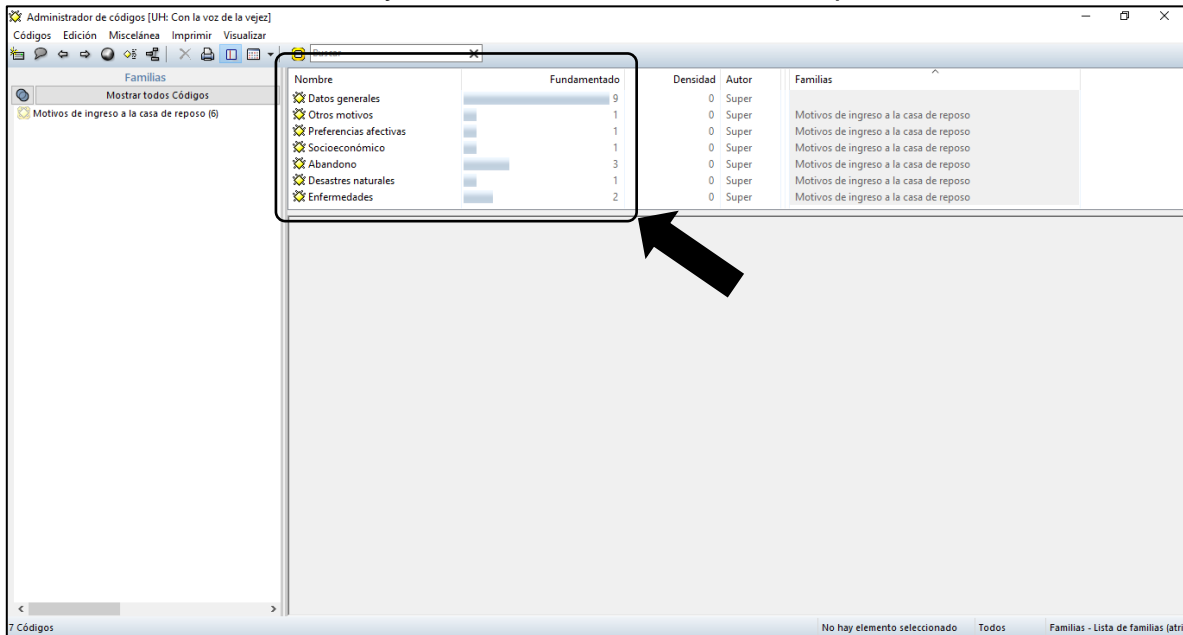 Administrador de códigos [UH: Con la voz de la vejez]
Códigos Edición Miscelánea Imprimir Visualizar
Familias
Mostrar todos Códigos
Motivos de ingreso a la casa de reposo (6)
Nombre Fundamentado Densidad Autor Familias
Datos generales 9 0 Super
Otros motivos 1 0 Super Motivos de ingreso a la casa de reposo
Preferencias afectivas 1 0 Super Motivos de ingreso a la casa de reposo
Socioeconómico 1 0 Super Motivos de ingreso a la casa de reposo
Abandono 3 0 Super Motivos de ingreso a la casa de reposo
Desastres naturales 1 0 Super Motivos de ingreso a la casa de reposo
Enfermedades 2 0 Super Motivos de ingreso a la casa de reposo
7 Códigos No hay elemento seleccionado Todos Familias - Lista de familias (atri